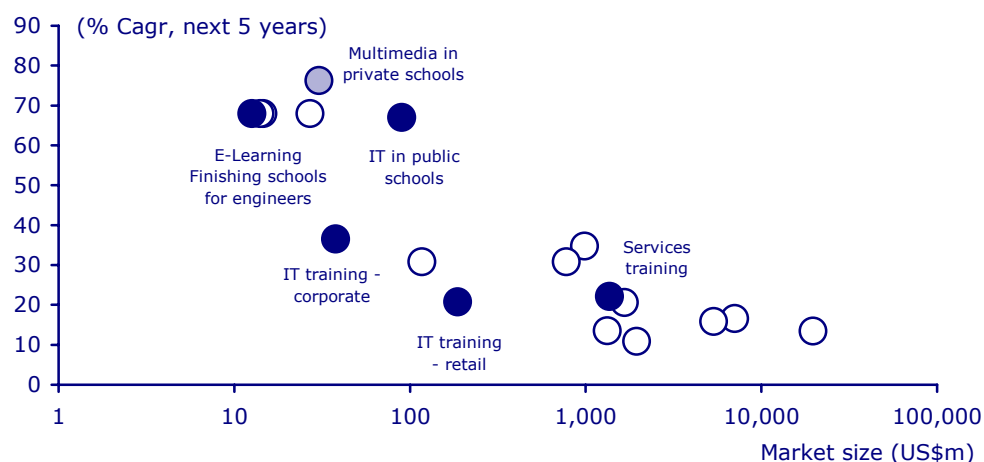 90
(% Cagr, next 5 years)
80
70
60
50
40
30
20
10
0
Multimedia in
private schools
E-Learning
Finishing schools
for engineers
IT in public
schools
IT training -
corporate
IT training
- retail
Services
training
1
10
100
1,000
10,000
100,000
Market size (US$m)